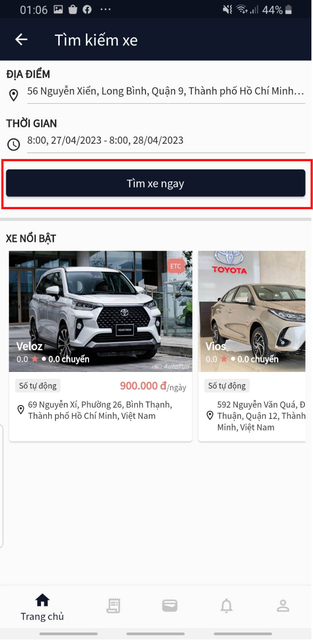 01:06 44%
Tìm kiếm xe
ĐỊA ĐIỂM
56 Nguyễn Xiển, Long Bình, Quận 9, Thành phố Hồ Chí Minh...
THỜI GIAN
8:00, 27/04/2023 - 8:00, 28/04/2023
Tìm xe ngay
XE NỔI BẬT
ETC
Veloz
0.0 ★ • 0.0 chuyến
Số tự động
900.000 đ/ngày
69 Nguyễn Xí, Phường 26, Bình Thạnh,
Thành phố Hồ Chí Minh, Việt Nam
TOYOTA
Vios
0.0 ★ • 0.0 chuyến
Số tự động
592 Nguyễn Văn Quá, Đ
Thuận, Quận 12, Thành
Minh, Việt Nam
Trang chủ